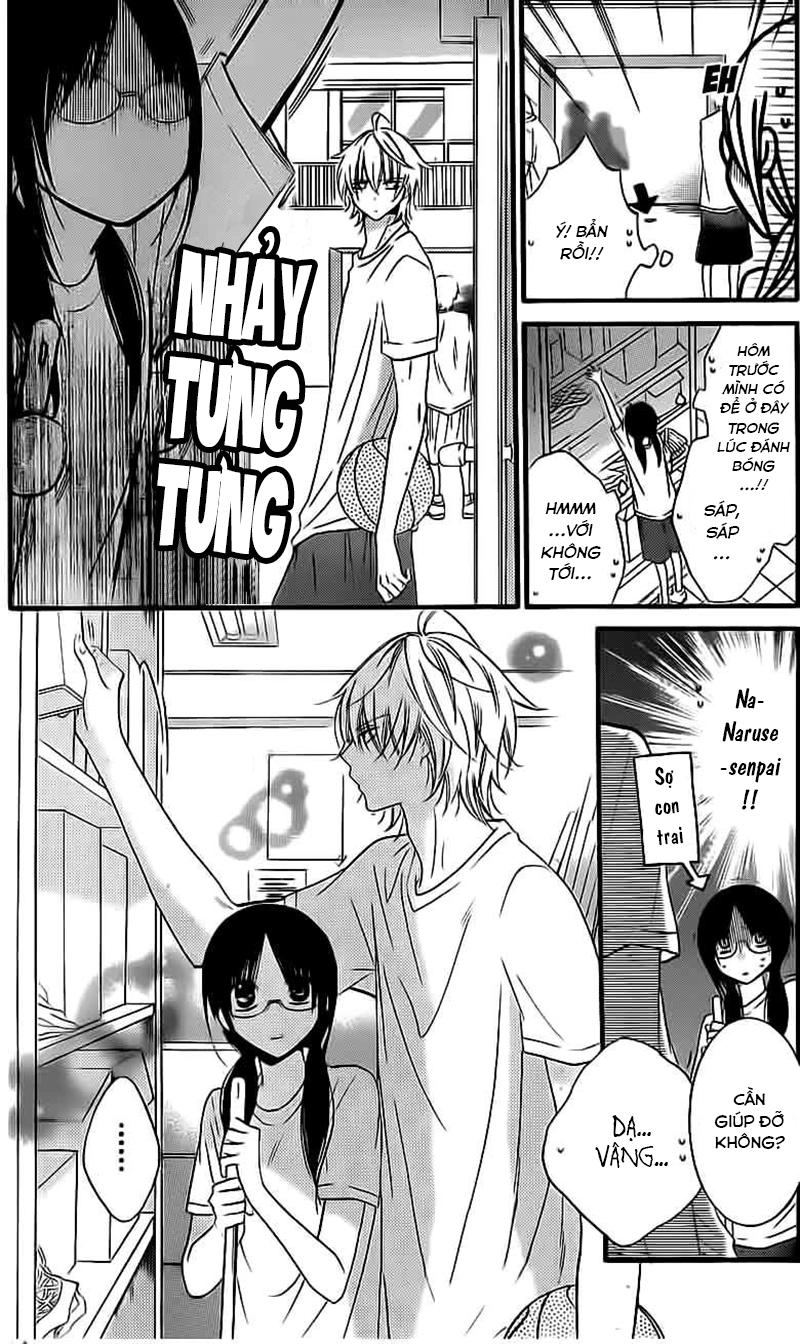 EH
Ý! BẨN
RỒI!!
HÔM
TRƯỚC
MÌNH CÓ
ĐỂ Ở ĐÂY
TRONG
LÚC ĐÁNH
BÓNG
...!!
SÁP,
SÁP
...
HMMM
...VỚI
KHÔNG
TỚI...
NHẢY
TƯNG
TƯNG
Na-
Naruse
-senpai
!!
Sợ
con
trai
CẦN
GIÚP ĐỠ
KHÔNG?
DẠ...
VÂNG...
......